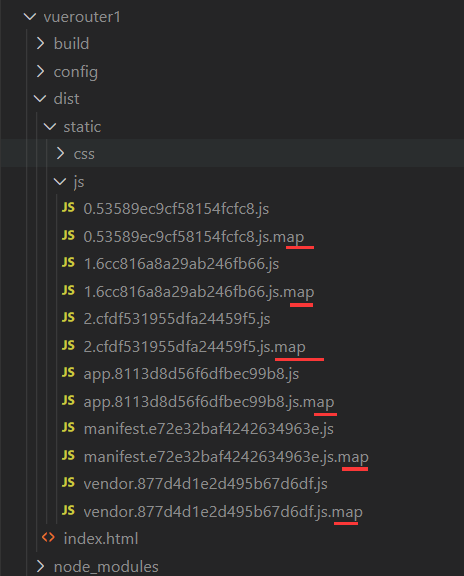 vuerouter1
build
config
dist
static
css
js
JS 0.53589ec9cf58154fcfc8.js
JS 0.53589ec9cf58154fcfc8.js.map
JS 1.6cc816a8a29ab246fb66.js
JS 1.6cc816a8a29ab246fb66.js.map
JS 2.cfdf531955dfa24459f5.js
JS 2.cfdf531955dfa24459f5.js.map
JS app.8113d8d56f6dfbec99b8.js
JS app.8113d8d56f6dfbec99b8.js.map
JS manifest.e72e32baf4242634963e.js
JS manifest.e72e32baf4242634963e.js.map
JS vendor.877d4d1e2d495b67d6df.js
JS vendor.877d4d1e2d495b67d6df.js.map
<> index.html
node_modules